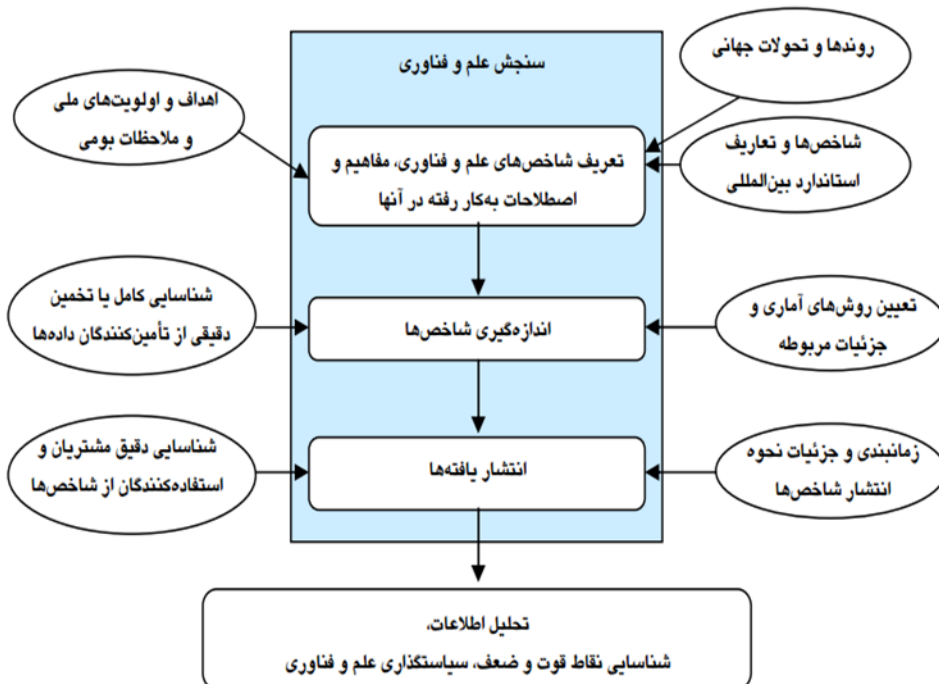 سنجش علم و فناوری
روندها و تحولات جهانی
اهداف و اولویت‌های ملی
و ملاحظات بومی
شاخص‌ها و تعاریف
استاندارد بین‌المللی
تعریف شاخص‌های علم و فناوری، مفاهیم و
اصطلاحات به‌کار رفته در آنها
تعیین روش‌های آماری و
جزئیات مربوطه
اندازه‌گیری شاخص‌ها
شناسایی کامل یا تخمین
دقیقی از تأمین‌کنندگان داده‌ها
زمانبندی و جزئیات نحوه
انتشار شاخص‌ها
انتشار یافته‌ها
شناسایی دقیق مشتریان و
استفاده‌کنندگان از شاخص‌ها
تحلیل اطلاعات،
شناسایی نقاط قوت و ضعف، سیاستگذاری علم و فناوری